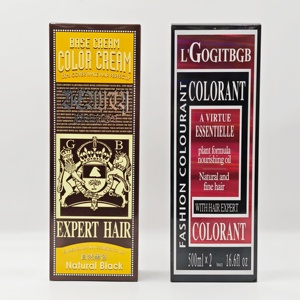 BASE CREAM
COLOR CREAM
G B
EXPERT HAIR
Natural Black
L'GOGITBGB
FASHION COLOURANT
COLORANT
A VIRTUE
ESSENTIELLE
plant formula
nourishing oil
Natural and
fine hair
WITH HAIR EXPERT
COLORANT
500ml×2 16.6fl oz